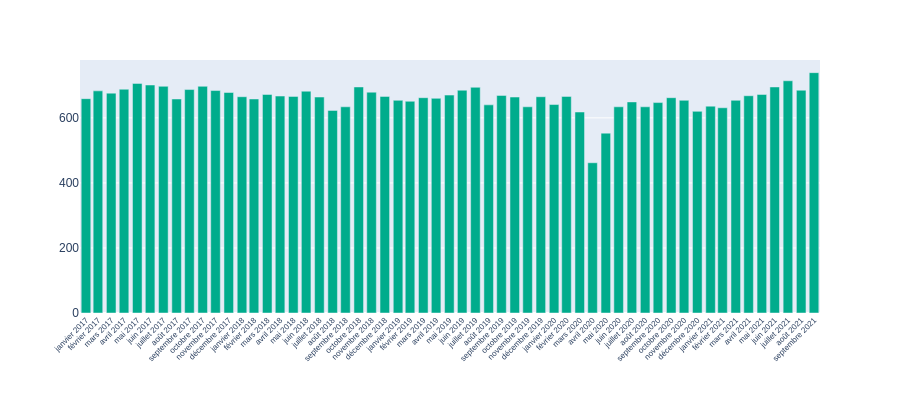 600
400
200
0
janvier 2017
février 2017
mars 2017
avril 2017
mai 2017
juin 2017
juillet 2017
août 2017
septembre 2017
octobre 2017
novembre 2017
décembre 2017
janvier 2018
février 2018
mars 2018
avril 2018
mai 2018
juin 2018
juillet 2018
août 2018
septembre 2018
octobre 2018
novembre 2018
décembre 2018
janvier 2019
février 2019
mars 2019
avril 2019
mai 2019
juin 2019
juillet 2019
août 2019
septembre 2019
octobre 2019
novembre 2019
décembre 2019
janvier 2020
février 2020
mars 2020
avril 2020
mai 2020
juin 2020
juillet 2020
août 2020
septembre 2020
octobre 2020
novembre 2020
décembre 2020
janvier 2021
février 2021
mars 2021
avril 2021
mai 2021
juin 2021
juillet 2021
août 2021
septembre 2021